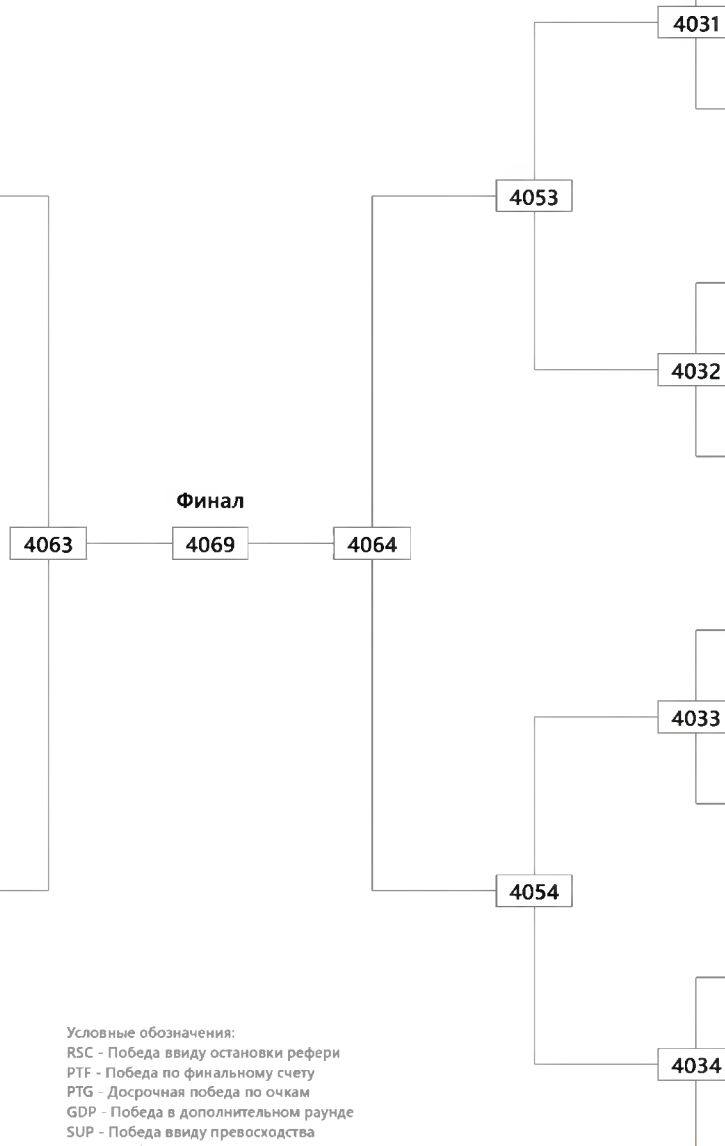 4031
4053
4032
Финал
4063
4069
4064
4033
4054
Условные обозначения:
RSC - Победа ввиду остановки рефери
4034
PTF - Победа по финальному счету
PTG - Досрочная победа по очкам
GDP - Победа в дополнительном раунде
SUP - Победа ввиду превосходства